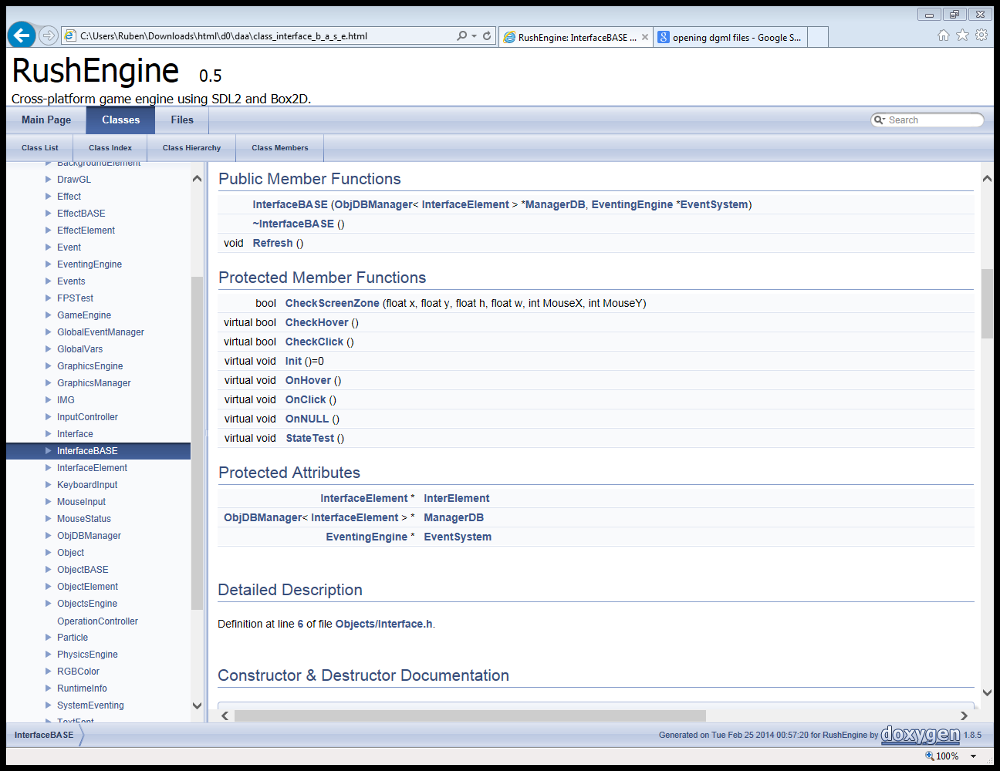 C:\Users\Ruben\Downloads\html\d0\daa\class_interface_b_a_s_e.html
RushEngine: InterfaceBASE ...
opening dgml files - Google S...
RushEngine 0.5
Cross-platform game engine using SDL2 and Box2D.
Main Page
Classes
Files
Search
Class List
Class Index
Class Hierarchy
Class Members
BackgroundElement
DrawGL
Effect
EffectBASE
EffectElement
Event
EventingEngine
Events
FPSTest
GameEngine
GlobalEventManager
GlobalVars
GraphicsEngine
GraphicsManager
IMG
InputController
Interface
InterfaceBASE
InterfaceElement
KeyboardInput
MouseInput
MouseStatus
ObjDBManager
Object
ObjectBASE
ObjectElement
ObjectsEngine
OperationController
Particle
PhysicsEngine
RGBColor
RuntimeInfo
SystemEventing
TextFont
Public Member Functions
InterfaceBASE (ObjDBManager< InterfaceElement > *ManagerDB, EventingEngine *EventSystem)
~InterfaceBASE ()
void Refresh ()
Protected Member Functions
bool CheckScreenZone (float x, float y, float h, float w, int MouseX, int MouseY)
virtual bool CheckHover ()
virtual bool CheckClick ()
virtual void Init ()=0
virtual void OnHover ()
virtual void OnClick ()
virtual void OnNULL ()
virtual void StateTest ()
Protected Attributes
InterfaceElement * InterElement
ObjDBManager< InterfaceElement > * ManagerDB
EventingEngine * EventSystem
Detailed Description
Definition at line 6 of file Objects/Interface.h.
Constructor & Destructor Documentation
InterfaceBASE
Generated on Tue Feb 25 2014 00:57:20 for RushEngine by doxygen 1.8.5
100%